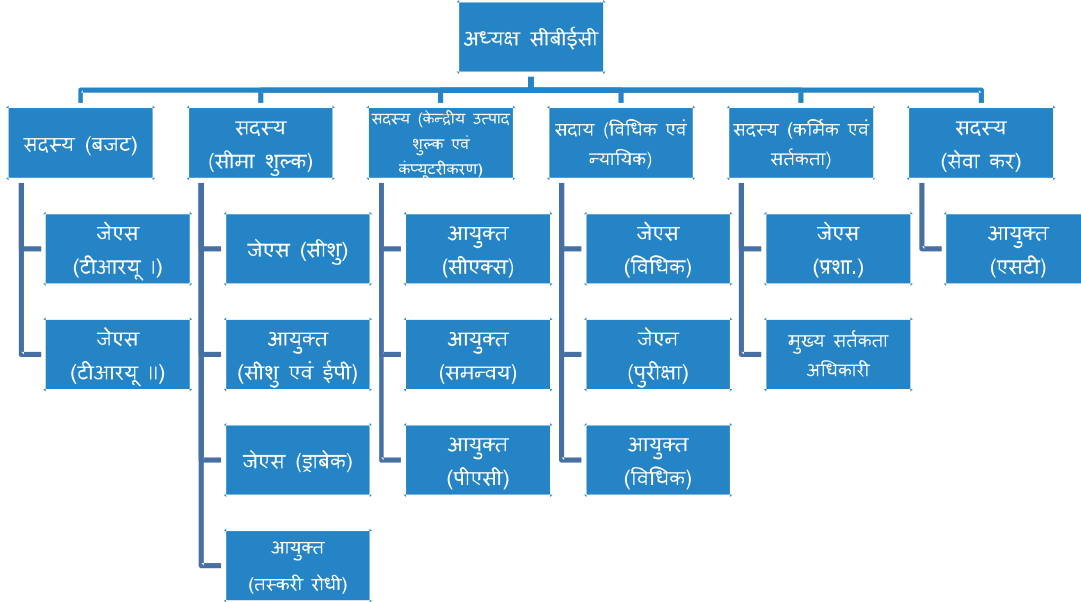 अध्यक्ष सीबीईसी
सदस्य (बजट)
सदस्य
(सीमा शुल्क)
सदस्य (केन्द्रीय उत्पाद
शुल्क एवं
कंप्यूटरीकरण)
सदाय (विधिक एवं
न्यायिक)
सदस्य (कर्मिक एवं
सर्तकता)
सदस्य
(सेवा कर)
जेएस
(टीआरयू I)
जेएस
(टीआरयू II)
जेएस (सीशु)
आयुक्त
(सीशु एवं ईपी)
जेएस (ड्राबेक)
आयुक्त
(तस्करी रोधी)
आयुक्त
(सीएक्स)
आयुक्त
(समन्वय)
आयुक्त
(पीएसी)
जेएस
(विधिक)
जेएन
(पुरीक्षा)
आयुक्त
(विधिक)
जेएस
(प्रशा.)
मुख्य सर्तकता
अधिकारी
आयुक्त
(एसटी)